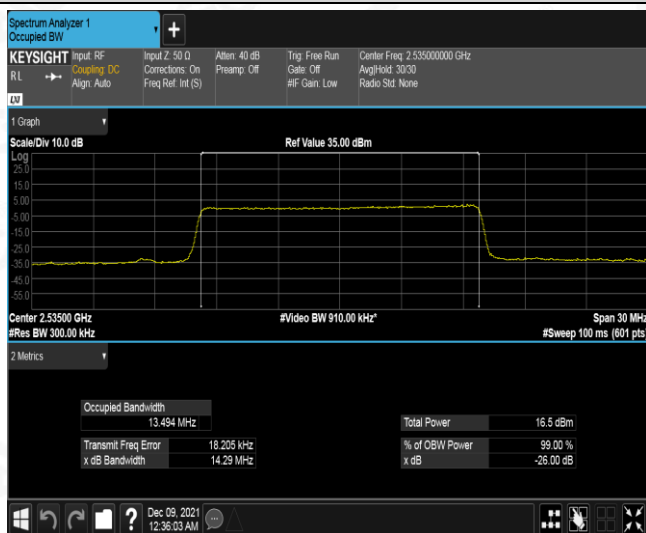 Spectrum Analyzer 1
Occupied BW
+
KEYSIGHT
RL
LXI
Input: RF
Coupling: DC
Align: Auto
Input Z: 50 Ω
Corrections: On
Freq Ref: Int (S)
Atten: 40 dB
Preamp: Off
Trig: Free Run
Gate: Off
#IF Gain: Low
Center Freq: 2.535000000 GHz
Avg|Hold: 30/30
Radio Std: None
1 Graph
Scale/Div 10.0 dB
Ref Value 35.00 dBm
Log
25.0
15.0
5.00
-5.00
-15.0
-25.0
-35.0
-45.0
-55.0
Center 2.53500 GHz
#Video BW 910.00 kHz*
Span 30 MHz
#Res BW 300.00 kHz
#Sweep 100 ms (601 pts)
2 Metrics
Occupied Bandwidth
13.494 MHz
Total Power 16.5 dBm
Transmit Freq Error 18.205 kHz
% of OBW Power 99.00 %
x dB Bandwidth 14.29 MHz
x dB -26.00 dB
?
Dec 09, 2021
12:36:03 AM